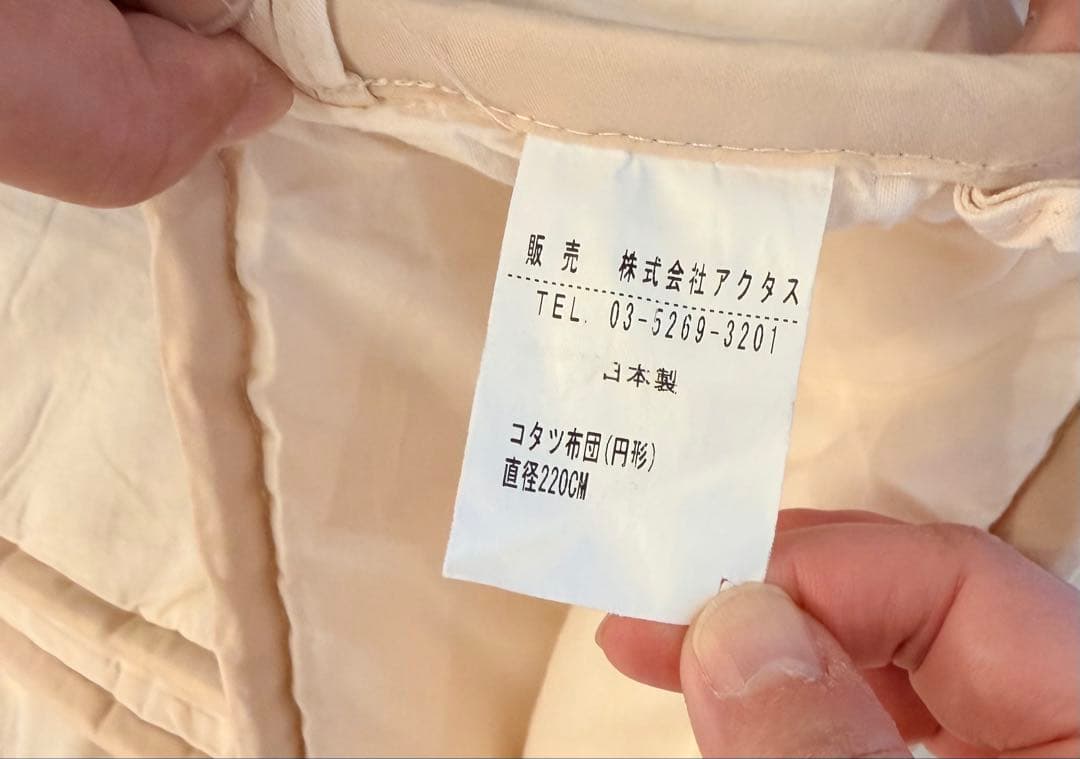 販売 株式会社アクタス
TEL. 03-5269-3201
日本製
コタツ布団(円形)
直径220CM